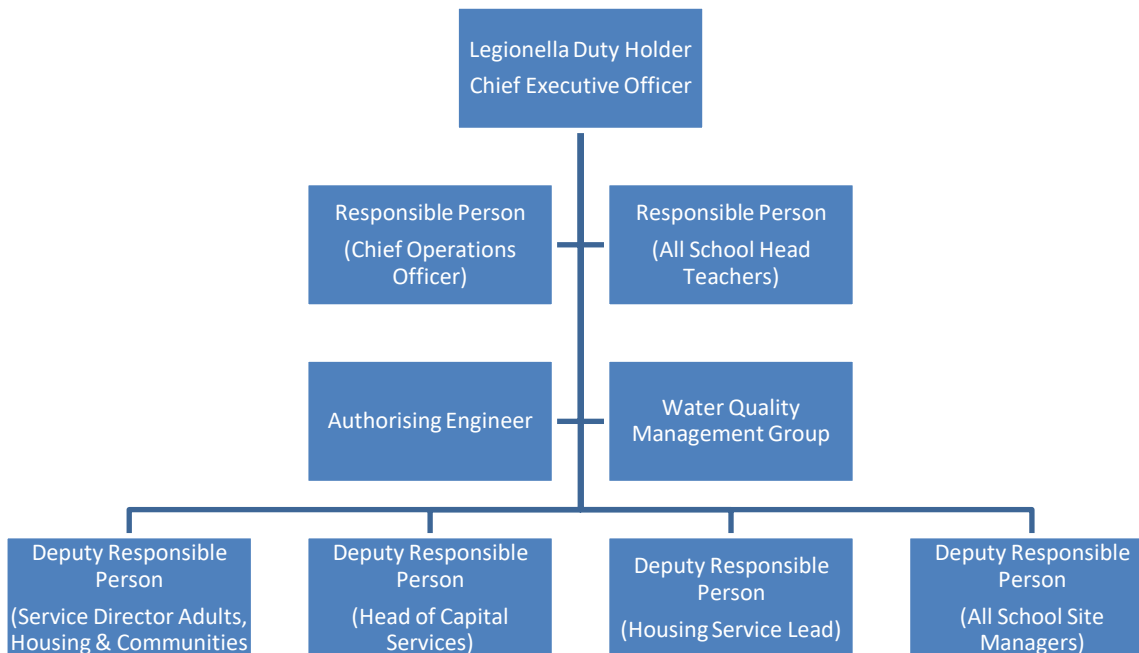 Legionella Duty Holder
Chief Executive Officer
Responsible Person
(Chief Operations
Officer)
Responsible Person
(All School Head
Teachers)
Authorising Engineer
Water Quality
Management Group
Deputy Responsible
Person
(Service Director Adults,
Housing & Communities
Deputy Responsible
Person
(Head of Capital
Services)
Deputy Responsible
Person
(Housing Service Lead)
Deputy Responsible
Person
(All School Site
Managers)